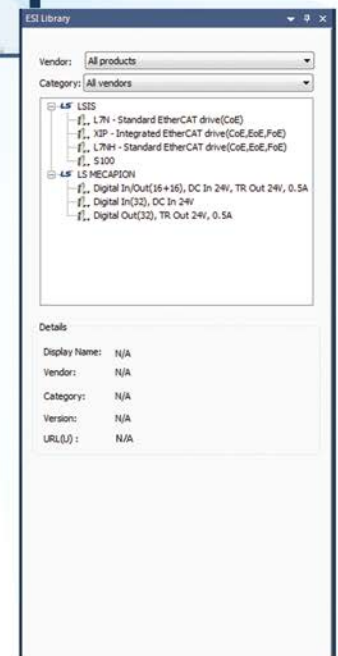 ESI Library
Vendor: All products
Category: All vendors
LS LSIS
L7N - Standard EtherCAT drive(CoE)
XIP - Integrated EtherCAT drive(CoE,EoE,FoE)
L7NH - Standard EtherCAT drive(CoE,EoE,FoE)
S100
LS LS MECAPION
Digital In/Out(16+16), DC In 24V, TR Out 24V, 0.5A
Digital In(32), DC In 24V
Digital Out(32), TR Out 24V, 0.5A
Details
Display Name: N/A
Vendor: N/A
Category: N/A
Version: N/A
URL(U) : N/A